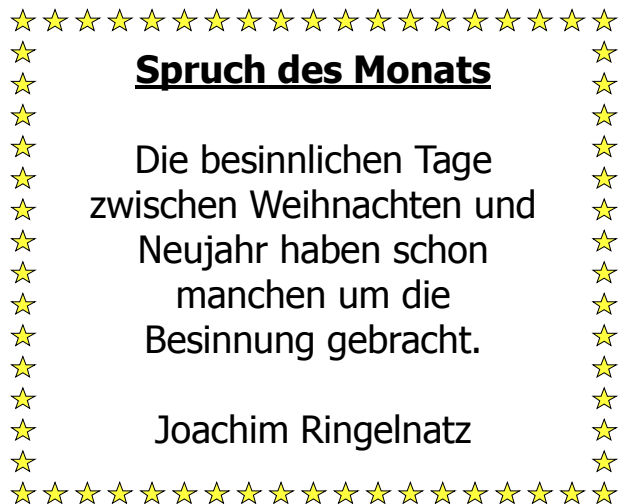 Spruch des Monats
Die besinnlichen Tage
zwischen Weihnachten und
Neujahr haben schon
manchen um die
Besinnung gebracht.
Joachim Ringelnatz